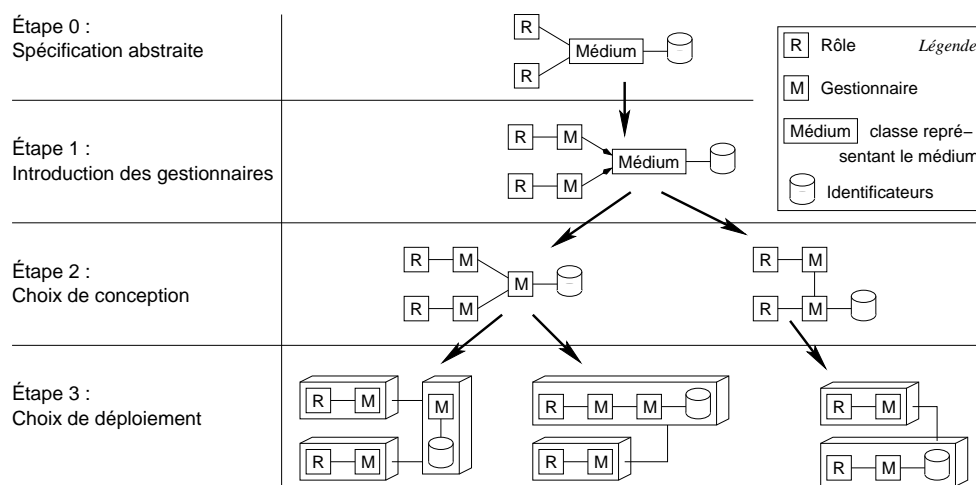 Étape 0 :
Spécification abstraite
R
R
Médium
R Rôle Légende
M Gestionnaire
Médium classe repré–
sentant le médium
Identificateurs
Étape 1 :
Introduction des gestionnaires
R M
R M
Médium
Étape 2 :
Choix de conception
R M
R M
M
R M
R M
Étape 3 :
Choix de déploiement
R M
M
R M
R M M
R M
R M
R M